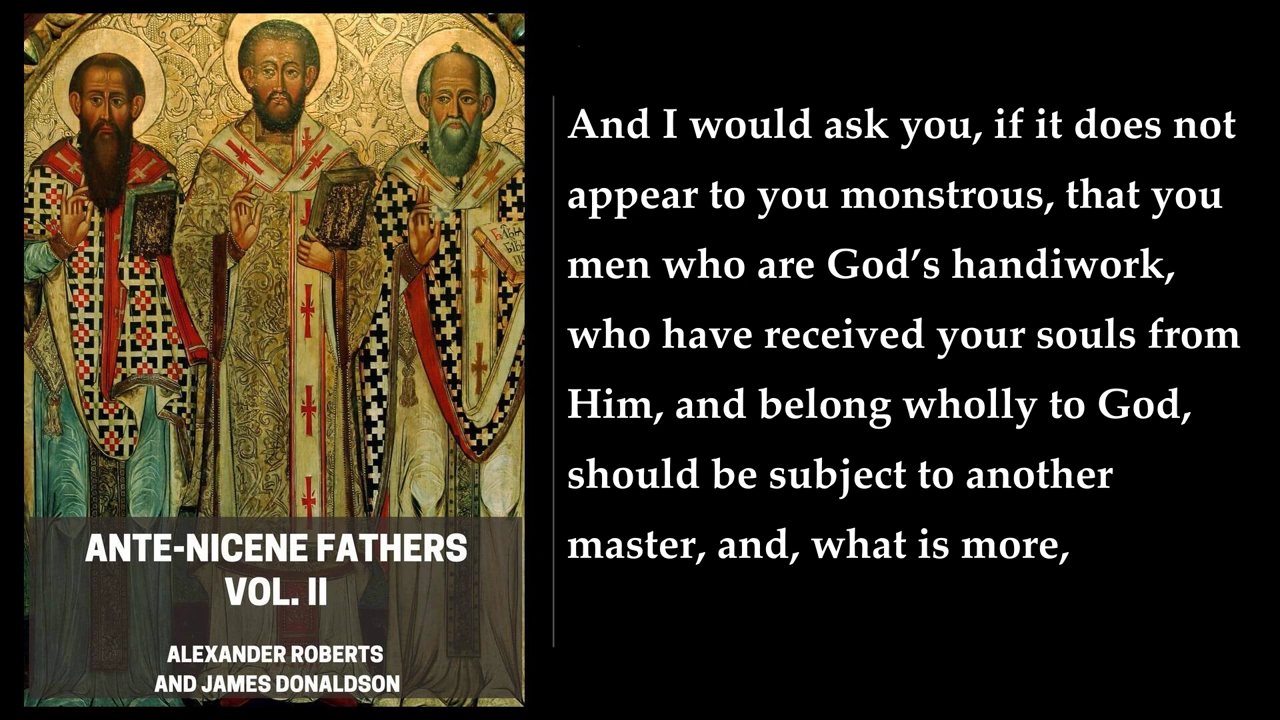 ANTE-NICENE FATHERS
VOL. II
ALEXANDER ROBERTS
AND JAMES DONALDSON
And I would ask you, if it does not
appear to you monstrous, that you
men who are God’s handiwork,
who have received your souls from
Him, and belong wholly to God,
should be subject to another
master, and, what is more,